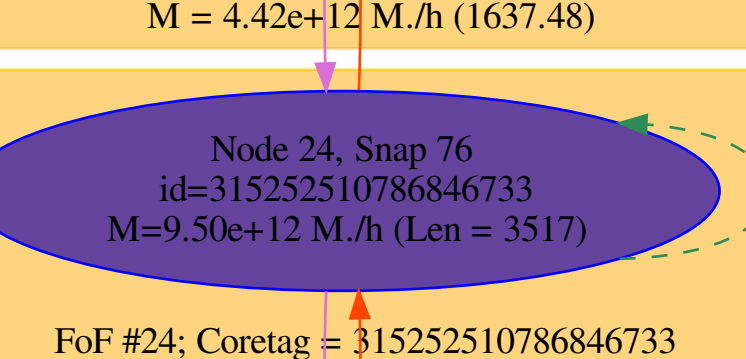 M = 4.42e+12 M./h (1637.48)
Node 24, Snap 76
id=315252510786846733
M=9.50e+12 M./h (Len = 3517)
FoF #24; Coretag = 315252510786846733